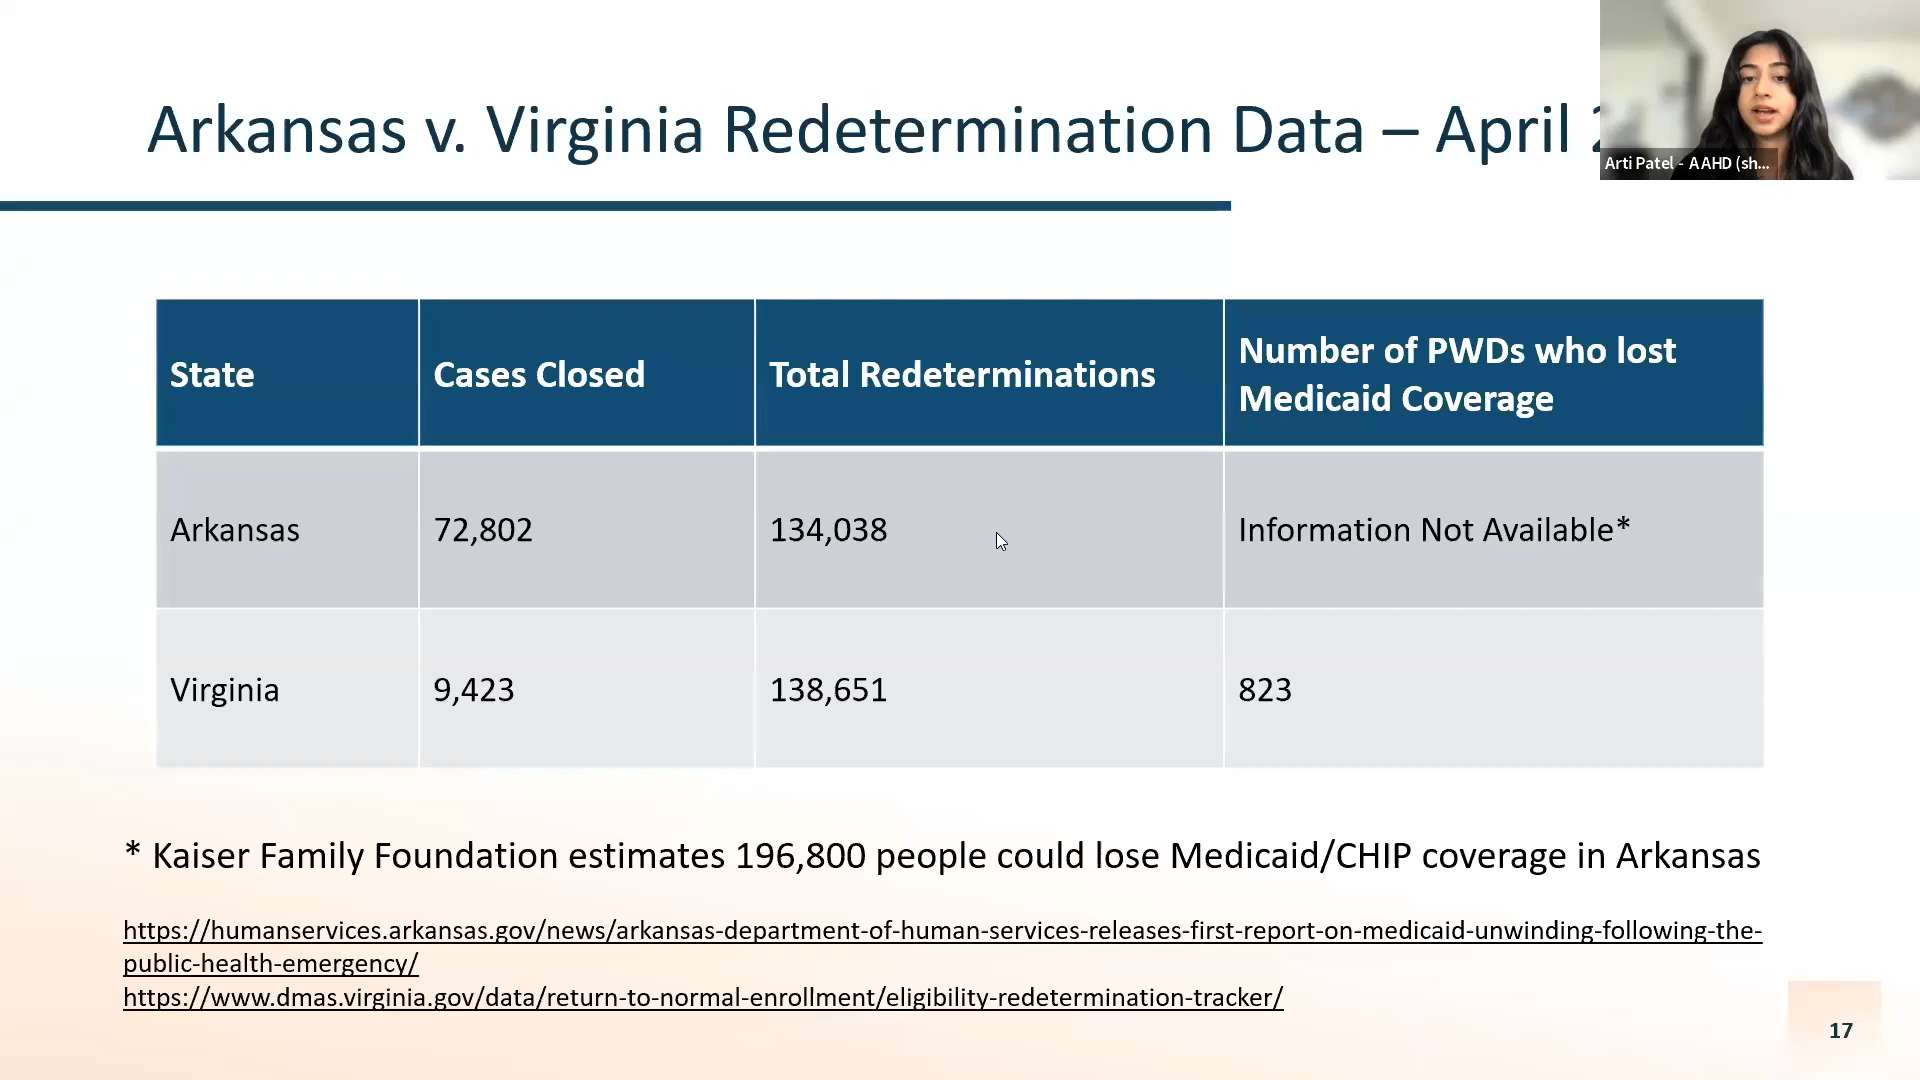 Arkansas v. Virginia Redetermination Data – April
Arti Patel - AAHD (sh...
State
Cases Closed
Total Redeterminations
Number of PWDs who lost
Medicaid Coverage
Arkansas
72,802
134,038
Information Not Available*
Virginia
9,423
138,651
823
* Kaiser Family Foundation estimates 196,800 people could lose Medicaid/CHIP coverage in Arkansas
https://humanservices.arkansas.gov/news/arkansas-department-of-human-services-releases-first-report-on-medicaid-unwinding-following-the-
public-health-emergency/
https://www.dmas.virginia.gov/data/return-to-normal-enrollment/eligibility-redetermination-tracker/
17